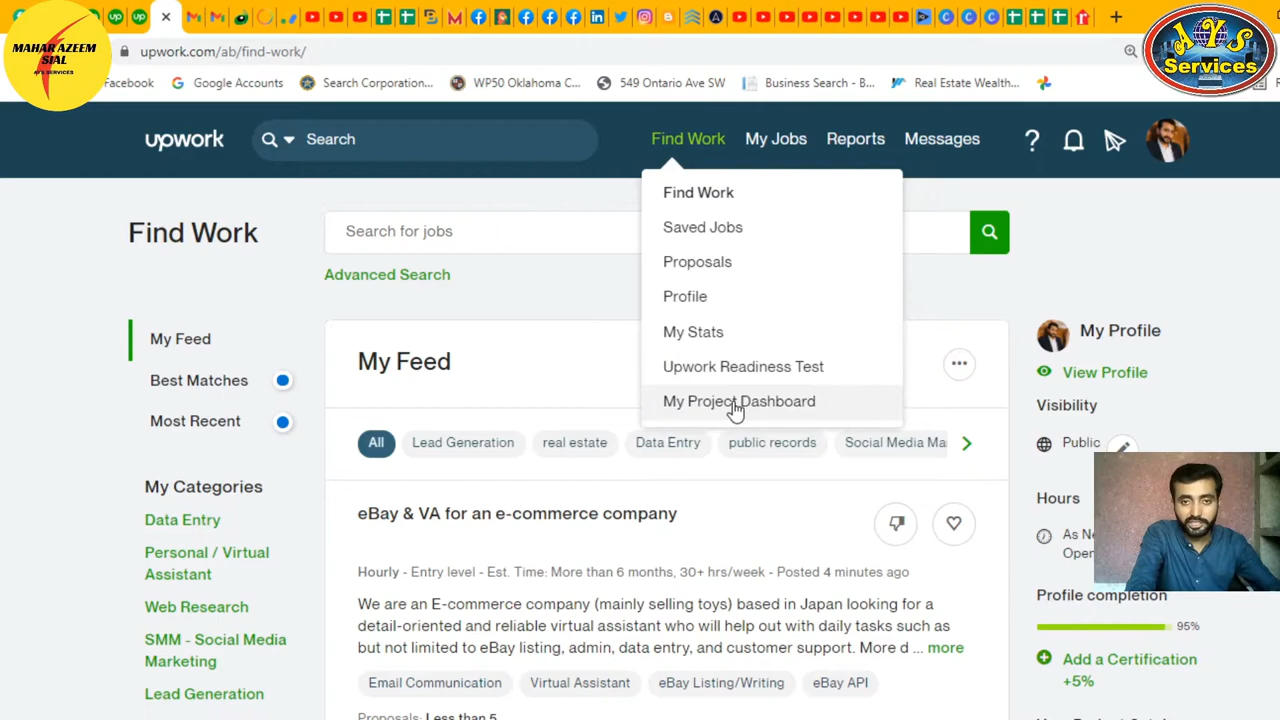 MAHAR AZEEM
SIAL
AYS SERVICES
AYS
Services
upwork.com/ab/find-work/
Facebook
Google Accounts
Search Corporation...
WP50 Oklahoma C...
549 Ontario Ave SW
Business Search - B...
Real Estate Wealth...
upwork
Search
Find Work
My Jobs
Reports
Messages
Find Work
Saved Jobs
Proposals
Profile
My Stats
Upwork Readiness Test
My Project Dashboard
Find Work
Search for jobs
Advanced Search
My Feed
Best Matches
Most Recent
My Categories
Data Entry
Personal / Virtual
Assistant
Web Research
SMM - Social Media
Marketing
Lead Generation
My Feed
All
Lead Generation
real estate
Data Entry
public records
Social Media Ma
eBay & VA for an e-commerce company
Hourly - Entry level - Est. Time: More than 6 months, 30+ hrs/week - Posted 4 minutes ago
We are an E-commerce company (mainly selling toys) based in Japan looking for a
detail-oriented and reliable virtual assistant who will help out with daily tasks such as
but not limited to eBay listing, admin, data entry, and customer support. More d ... more
Email Communication
Virtual Assistant
eBay Listing/Writing
eBay API
Proposals: Less than 5
My Profile
View Profile
Visibility
Public
Hours
As Ne
Open
Profile completion
95%
Add a Certification
+5%